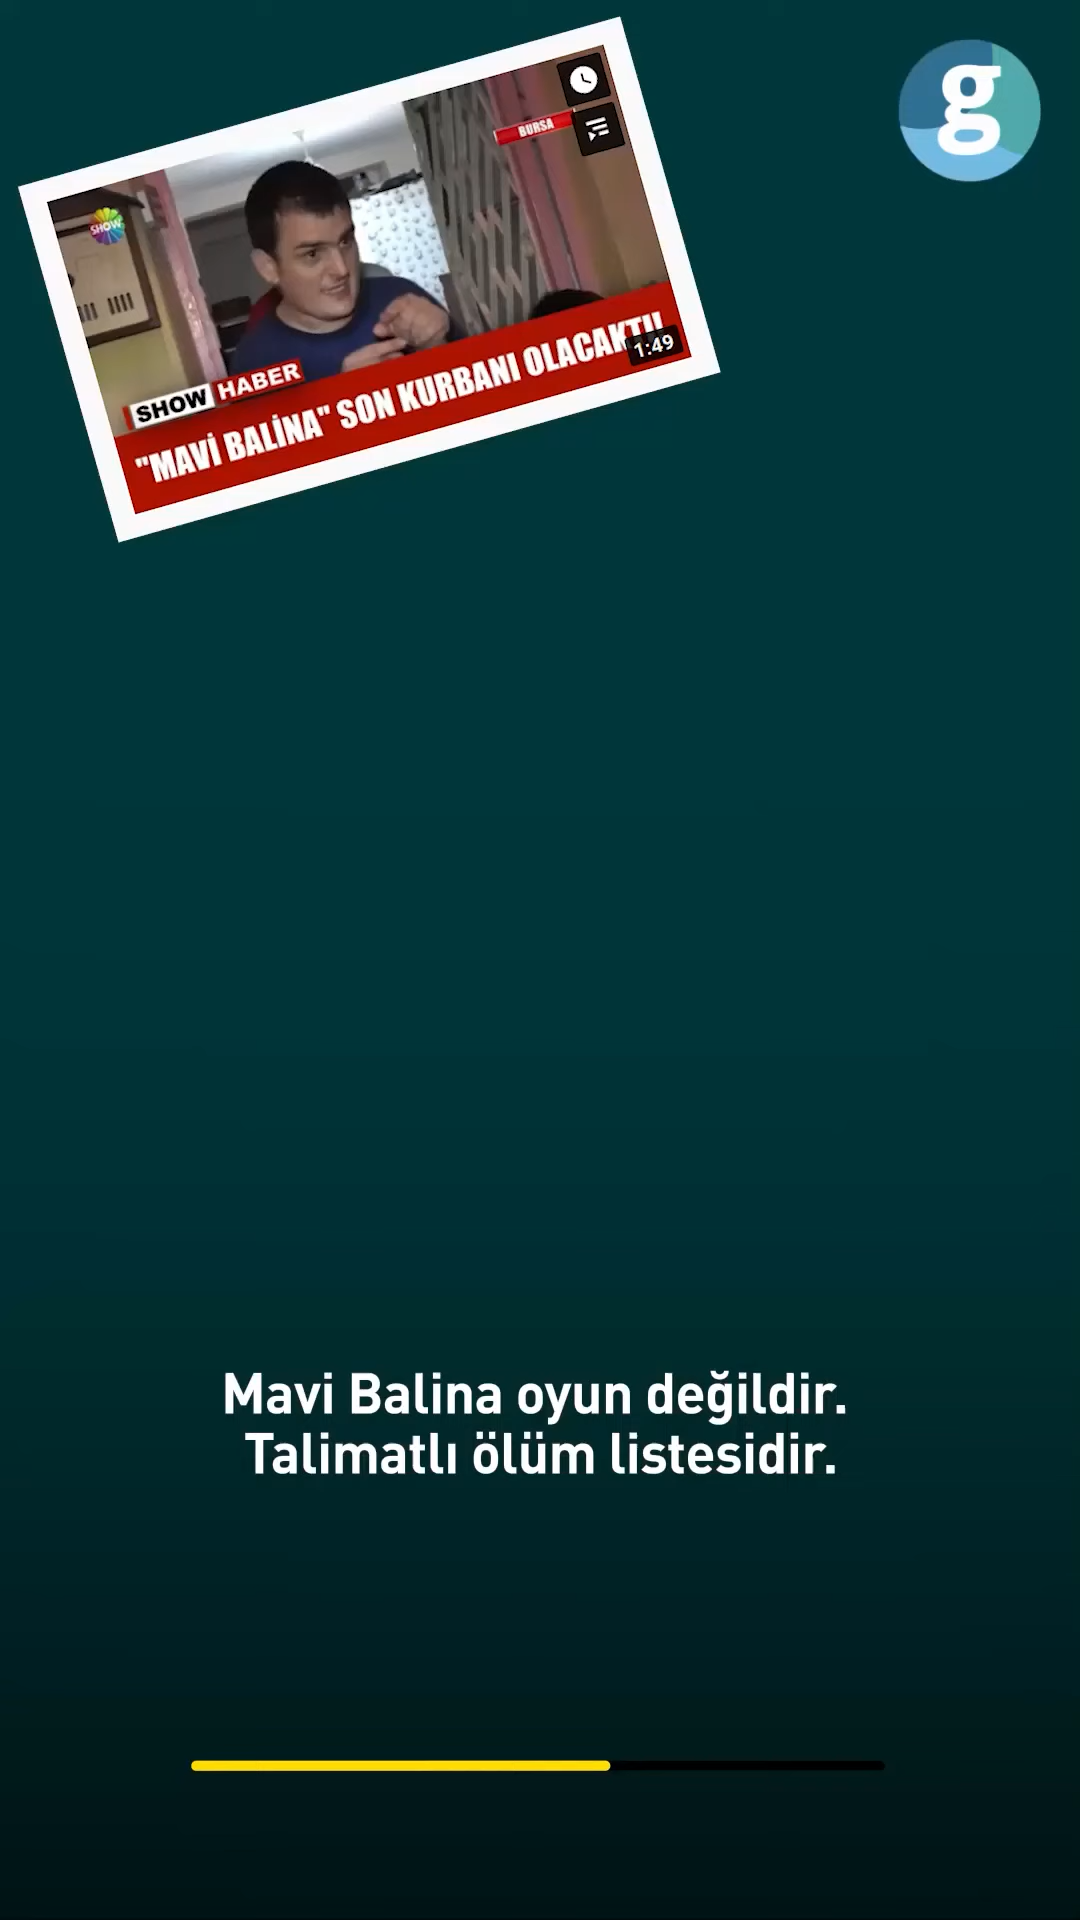 g
SHOW
BURSA
SHOW HABER
"MAVİ BALİNA" SON KURBANI OLACAKTI!
1:49
Mavi Balina oyun değildir.
Talimatlı ölüm listesidir.